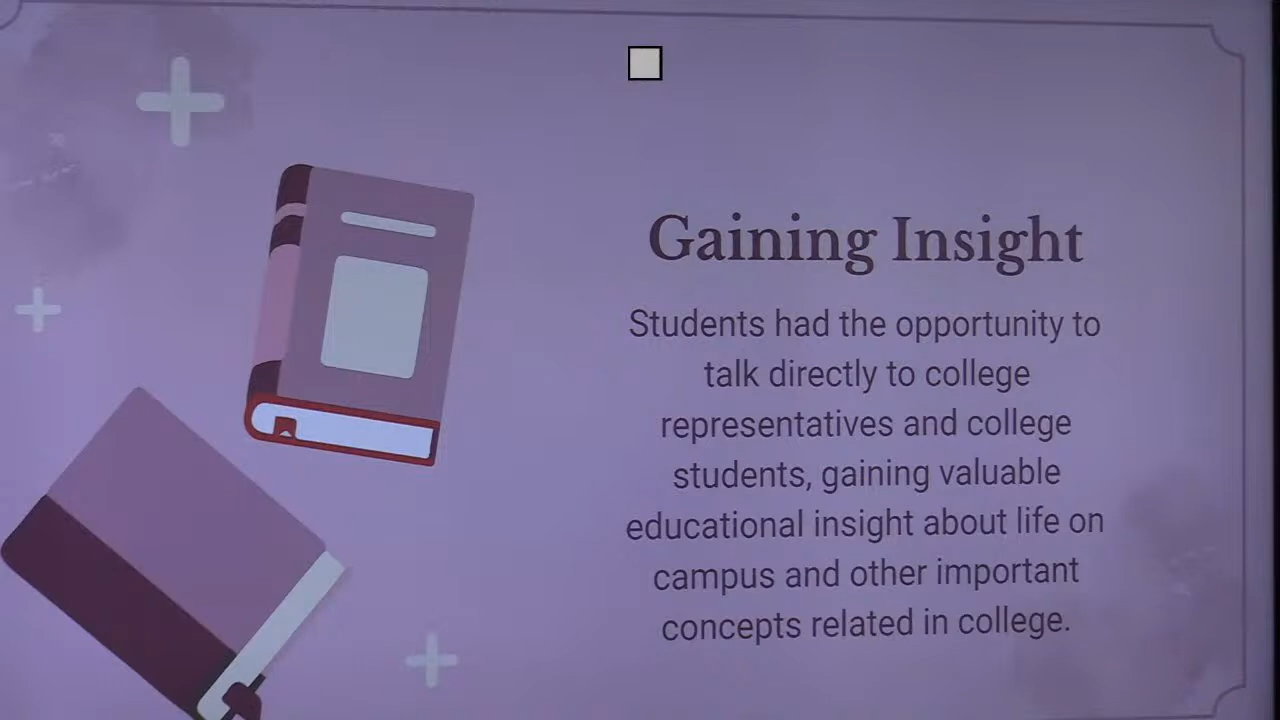 Gaining Insight
Students had the opportunity to
talk directly to college
representatives and college
students, gaining valuable
educational insight about life on
campus and other important
concepts related in college.